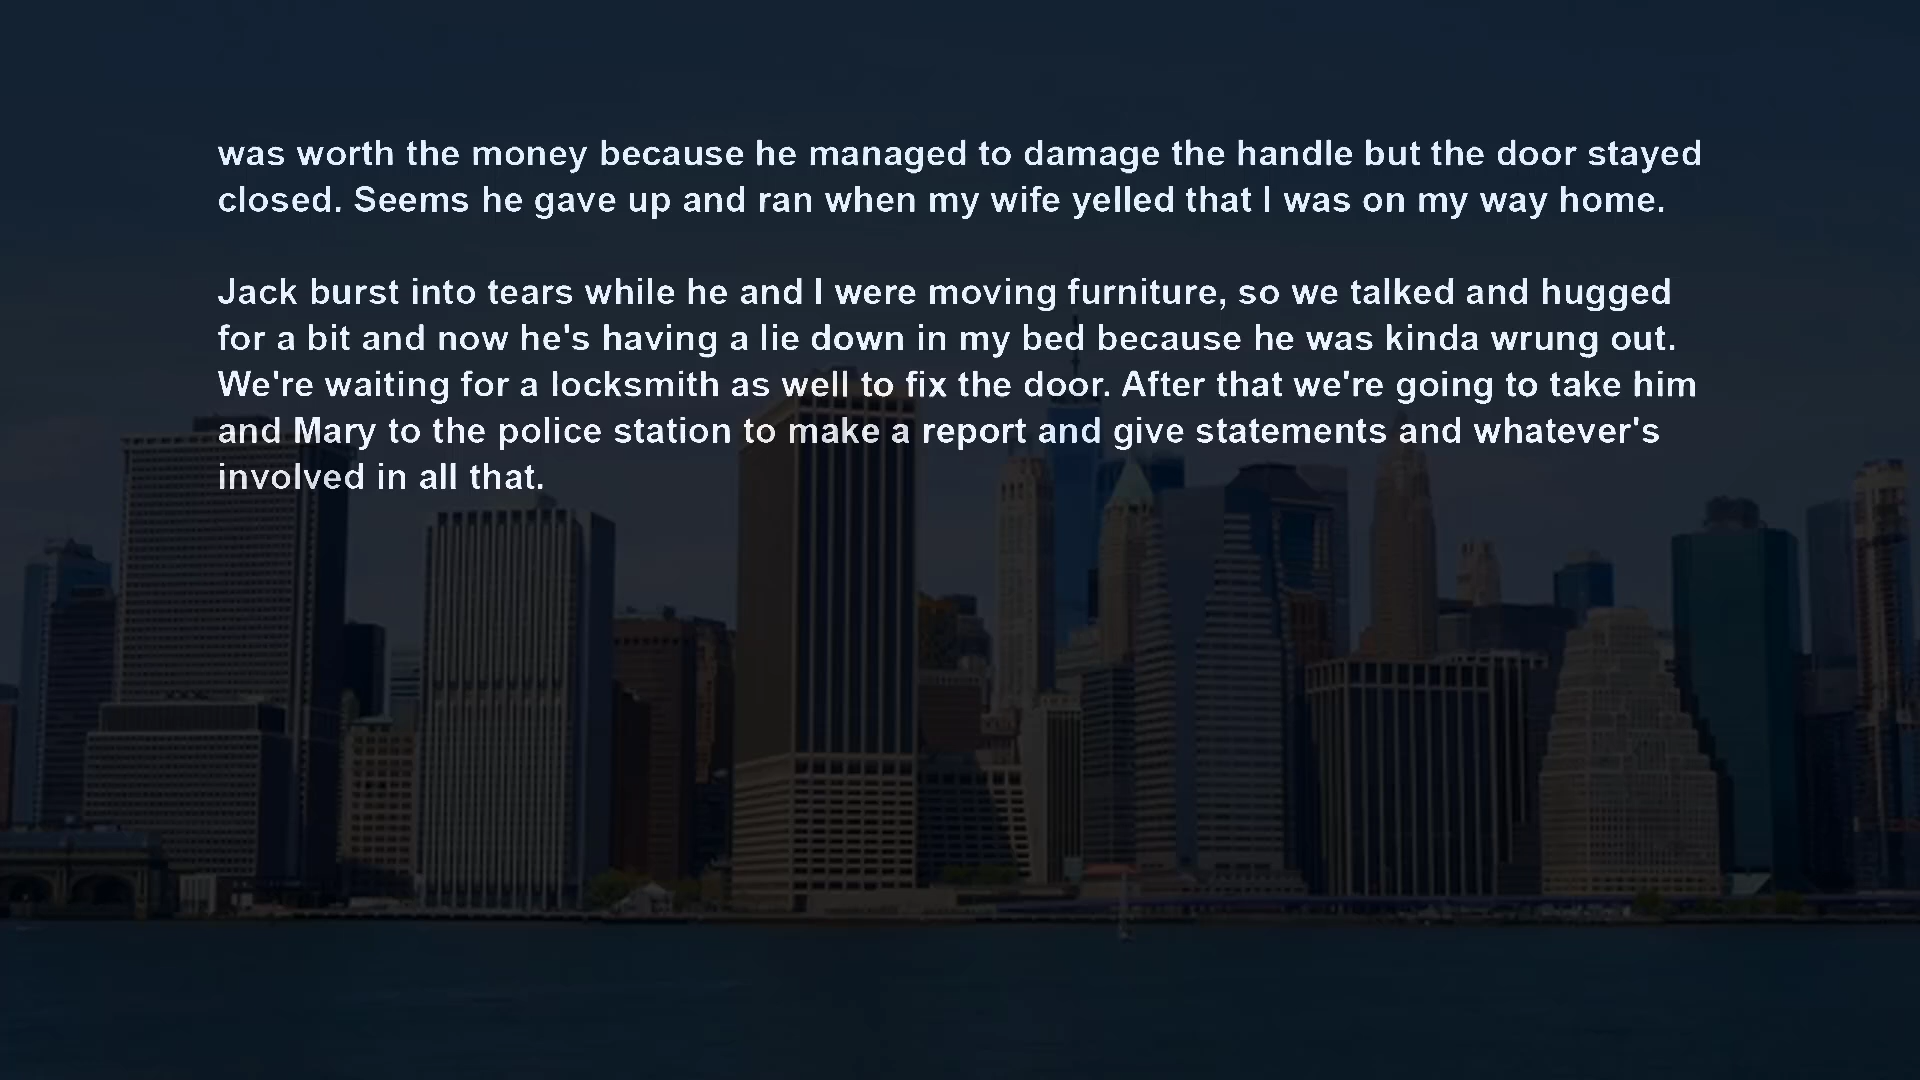 was worth the money because he managed to damage the handle but the door stayed
closed. Seems he gave up and ran when my wife yelled that I was on my way home.
Jack burst into tears while he and I were moving furniture, so we talked and hugged
for a bit and now he's having a lie down in my bed because he was kinda wrung out.
We're waiting for a locksmith as well to fix the door. After that we're going to take him
and Mary to the police station to make a report and give statements and whatever's
involved in all that.